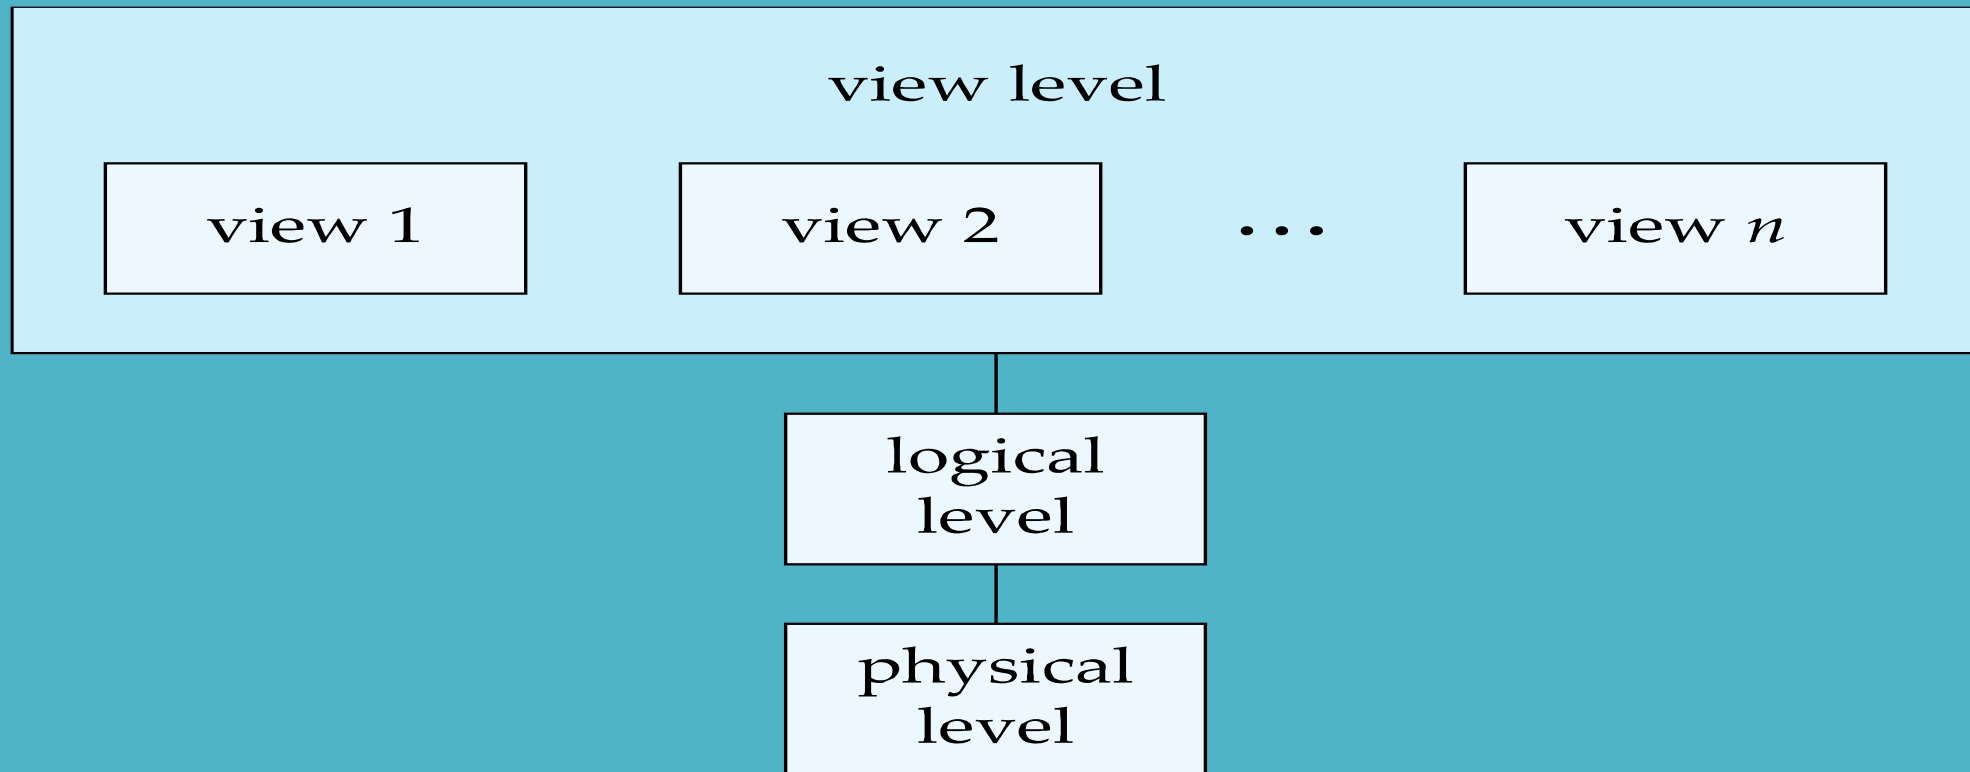 view level
view 1
view 2
...
view n
logical
level
physical
level